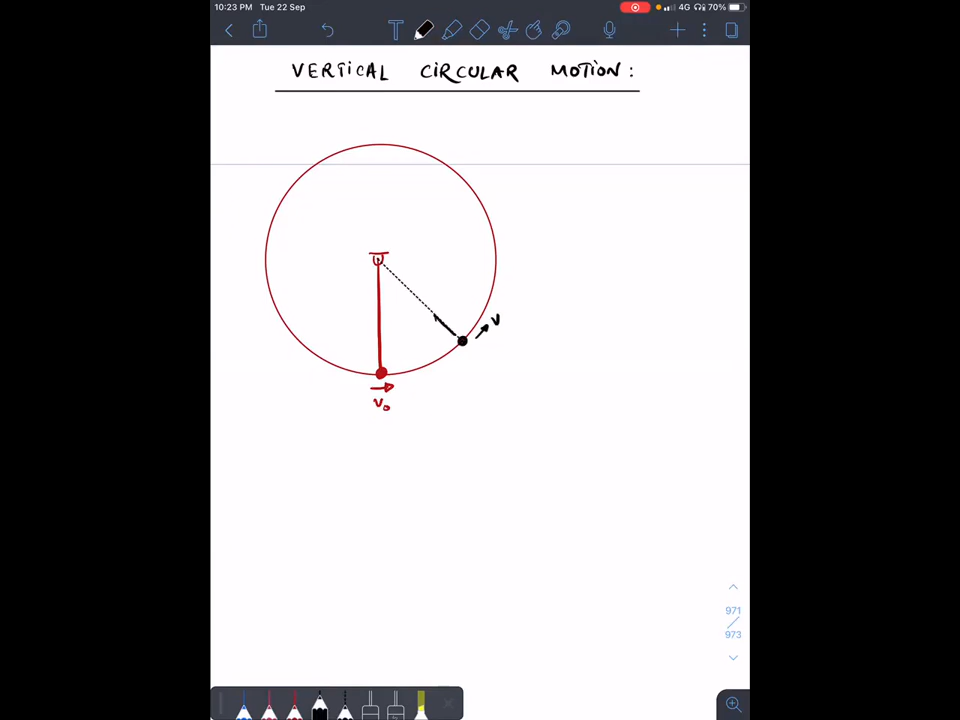 10:23 PM Tue 22 Sep 4G 70%
T
VERTICAL CIRCULAR MOTION:
v
v₀
971
973